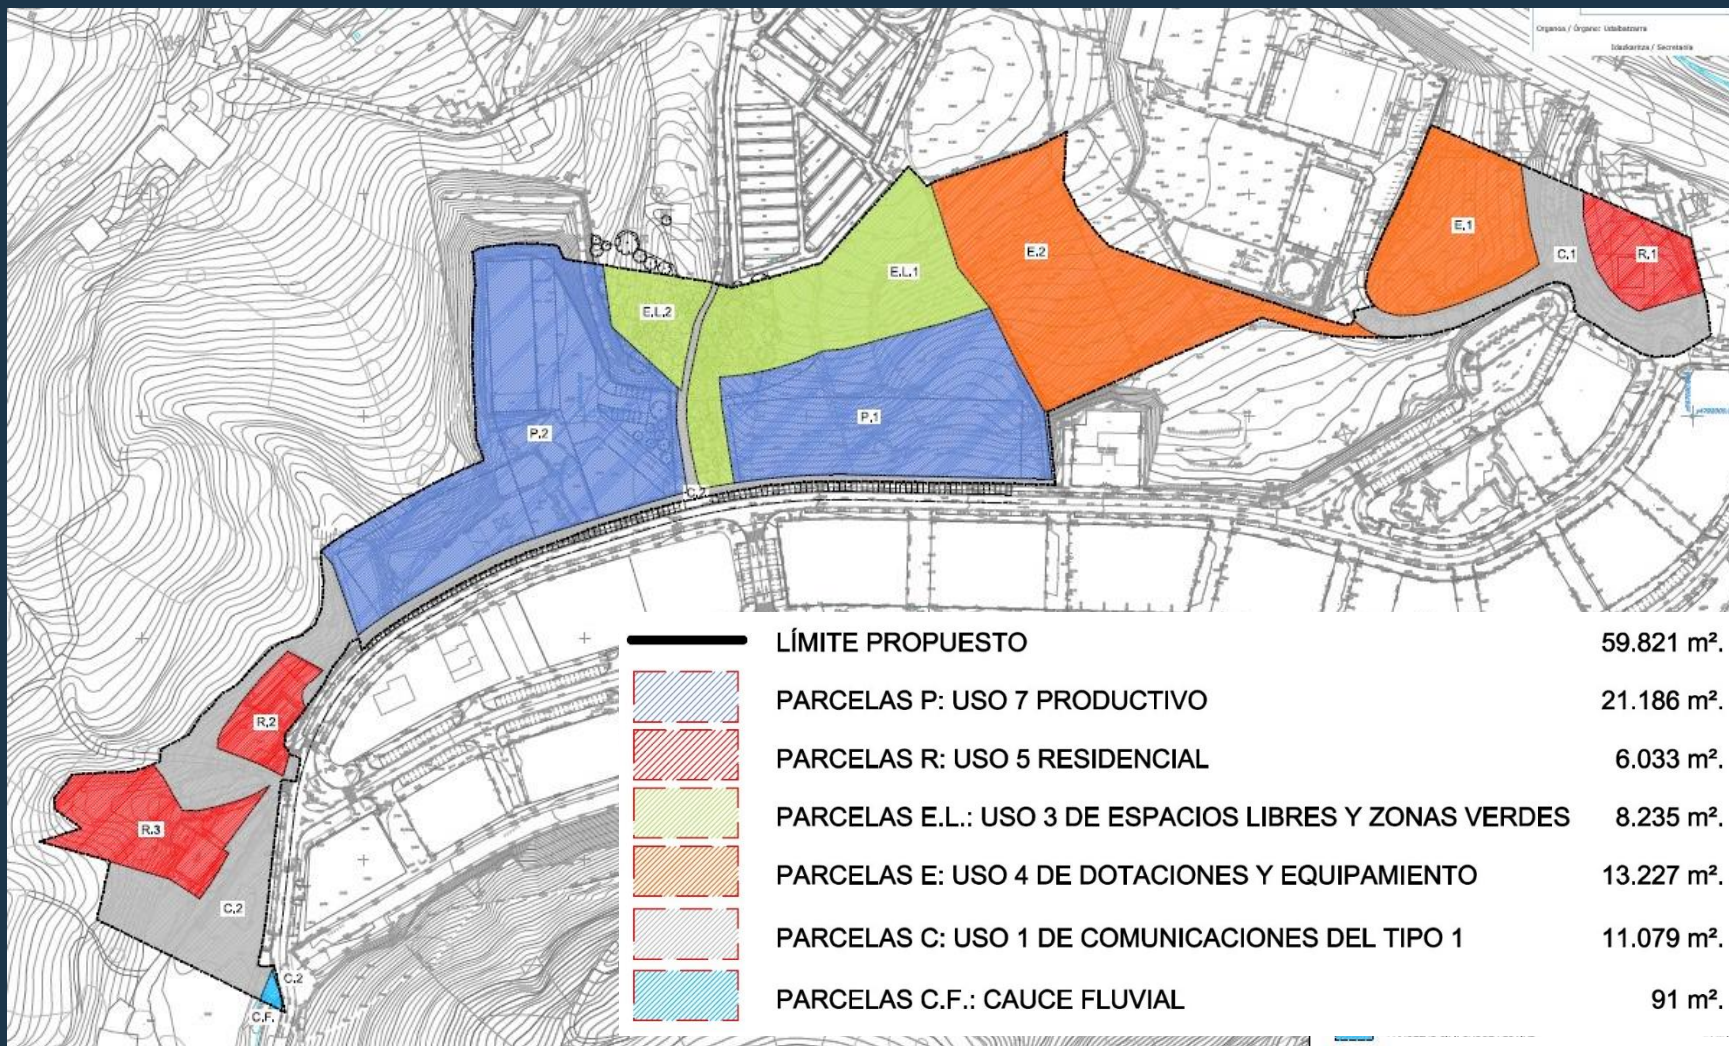 Organoa / Órgano: Udalbatzarra
Idazkaritza / Secretaría
E.1
R.1
C.1
E.2
E.L.1
E.L.2
P.1
P.2
C.2
R.2
R.3
C.2
C.2
C.F.
LÍMITE PROPUESTO 59.821 m².
PARCELAS P: USO 7 PRODUCTIVO 21.186 m².
PARCELAS R: USO 5 RESIDENCIAL 6.033 m².
PARCELAS E.L.: USO 3 DE ESPACIOS LIBRES Y ZONAS VERDES 8.235 m².
PARCELAS E: USO 4 DE DOTACIONES Y EQUIPAMIENTO 13.227 m².
PARCELAS C: USO 1 DE COMUNICACIONES DEL TIPO 1 11.079 m².
PARCELAS C.F.: CAUCE FLUVIAL 91 m².